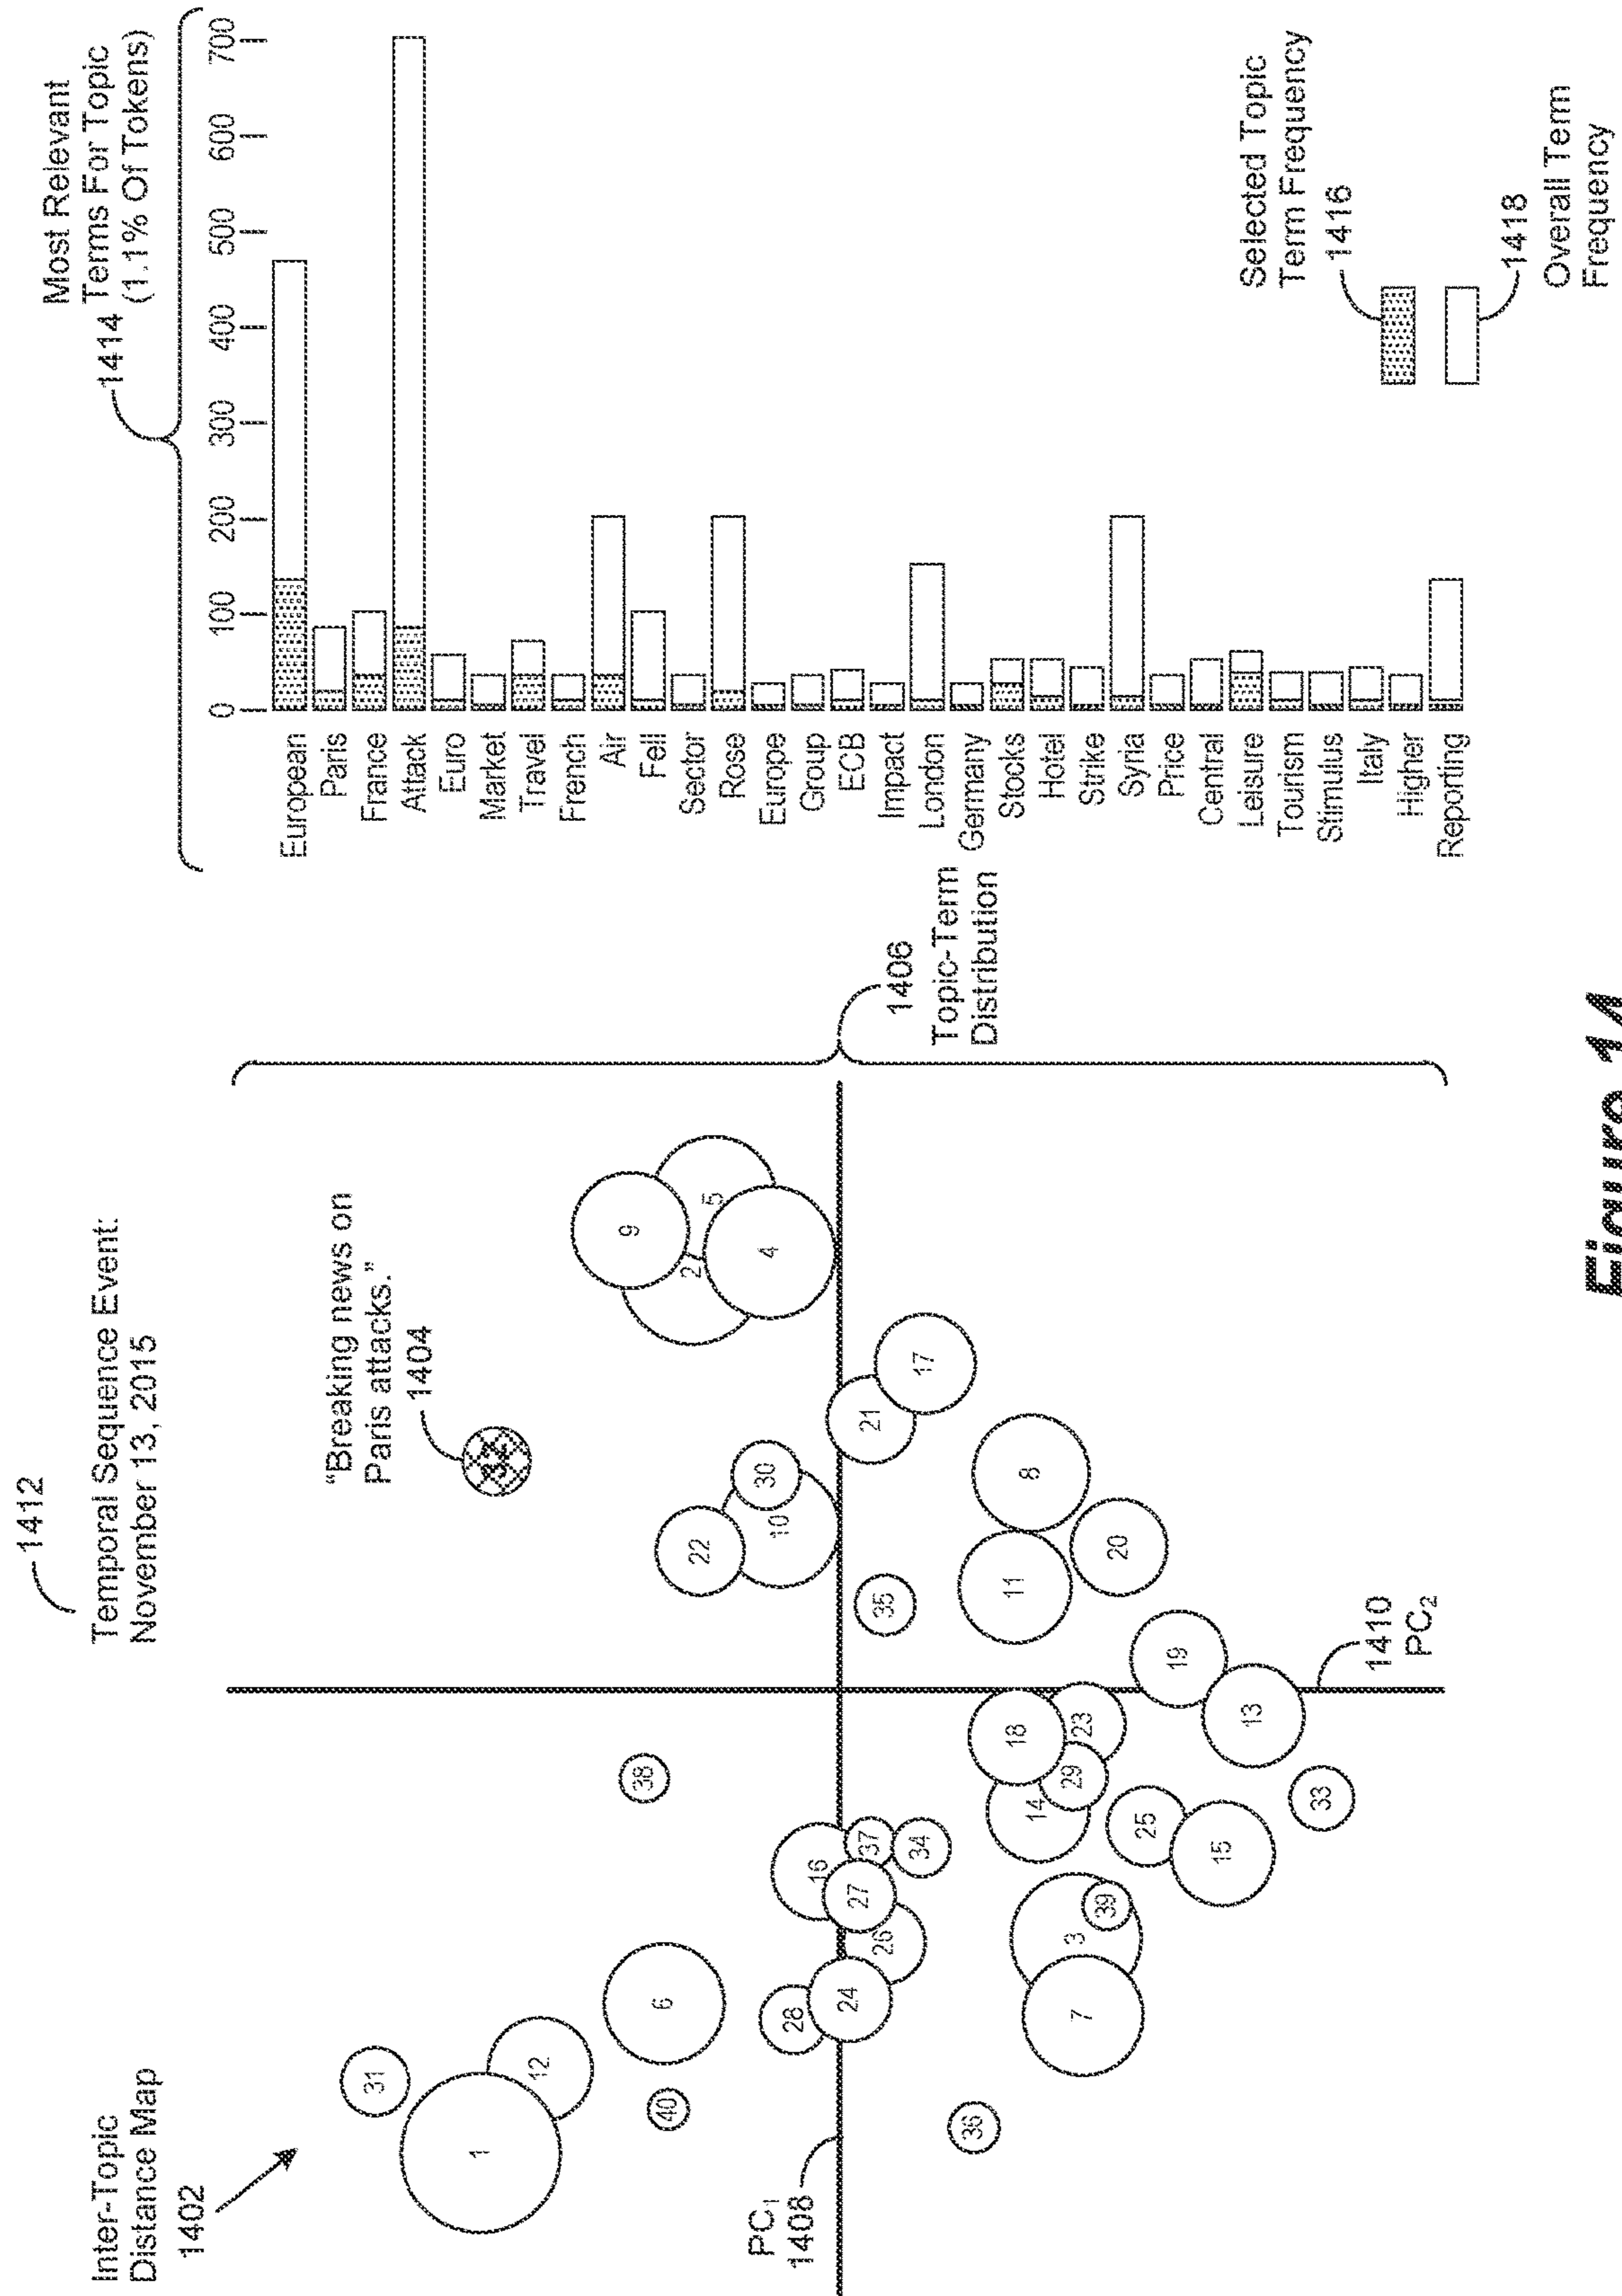 1412
Temporal Sequence Event:
November 13, 2015
Inter-Topic
Distance Map
1402
"Breaking news on
Paris attacks."
1404
32
31
1
12
40
6
38
9
5
2
4
22
10
30
28
24
16
27
37
26
34
35
21
17
36
7
3
39
14
18
29
23
25
15
33
11
8
20
19
13
PC1
1408
1410
PC2
1406
Topic-Term
Distribution
Most Relevant
Terms For Topic
(1.1% Of Tokens)
1414
0
100
200
300
400
500
600
700
European
Paris
France
Attack
Euro
Market
Travel
French
Air
Fell
Sector
Rose
Europe
Group
ECB
Impact
London
Germany
Stocks
Hotel
Strike
Syria
Price
Central
Leisure
Tourism
Stimulus
Italy
Higher
Reporting
Selected Topic
Term Frequency
1416
1418
Overall Term
Frequency
Figure 14